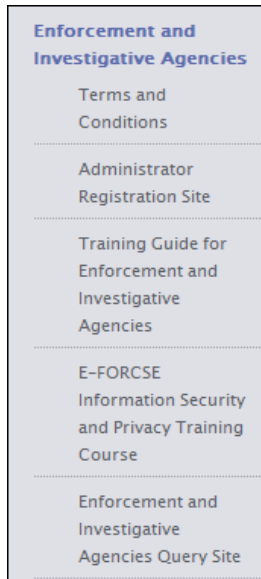 Enforcement and
Investigative Agencies
Terms and
Conditions
Administrator
Registration Site
Training Guide for
Enforcement and
Investigative
Agencies
E-FORCSE
Information Security
and Privacy Training
Course
Enforcement and
Investigative
Agencies Query Site